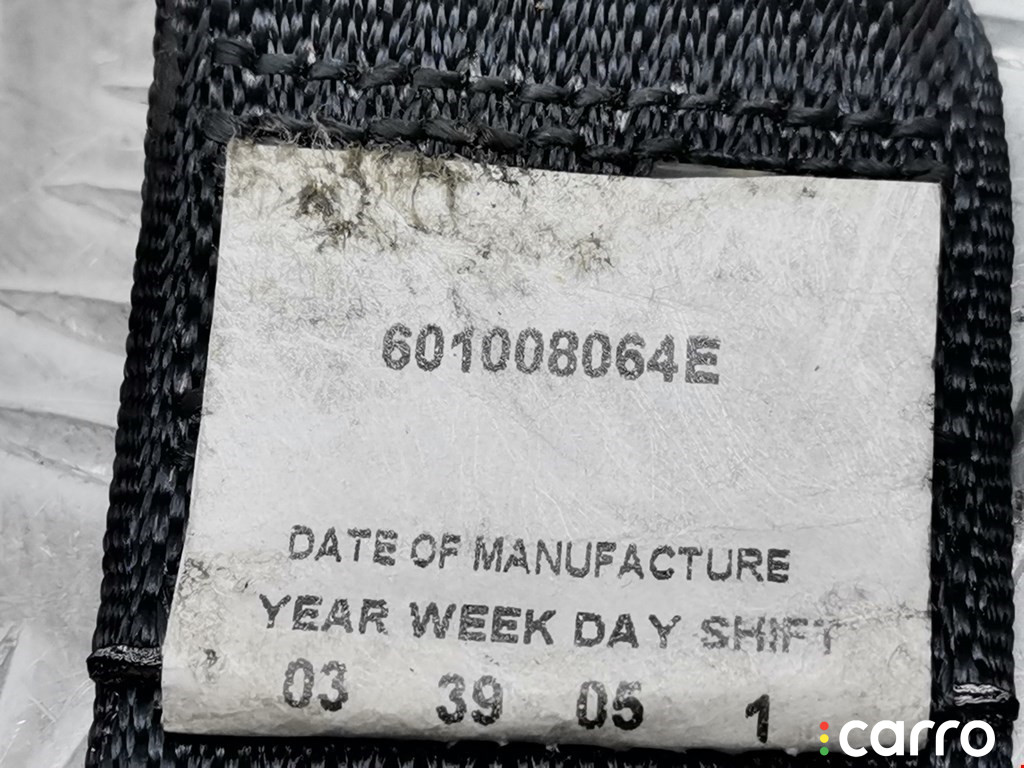 601008064E
DATE OF MANUFACTURE
YEAR WEEK DAY SHIFT
03 39 05 1
carro